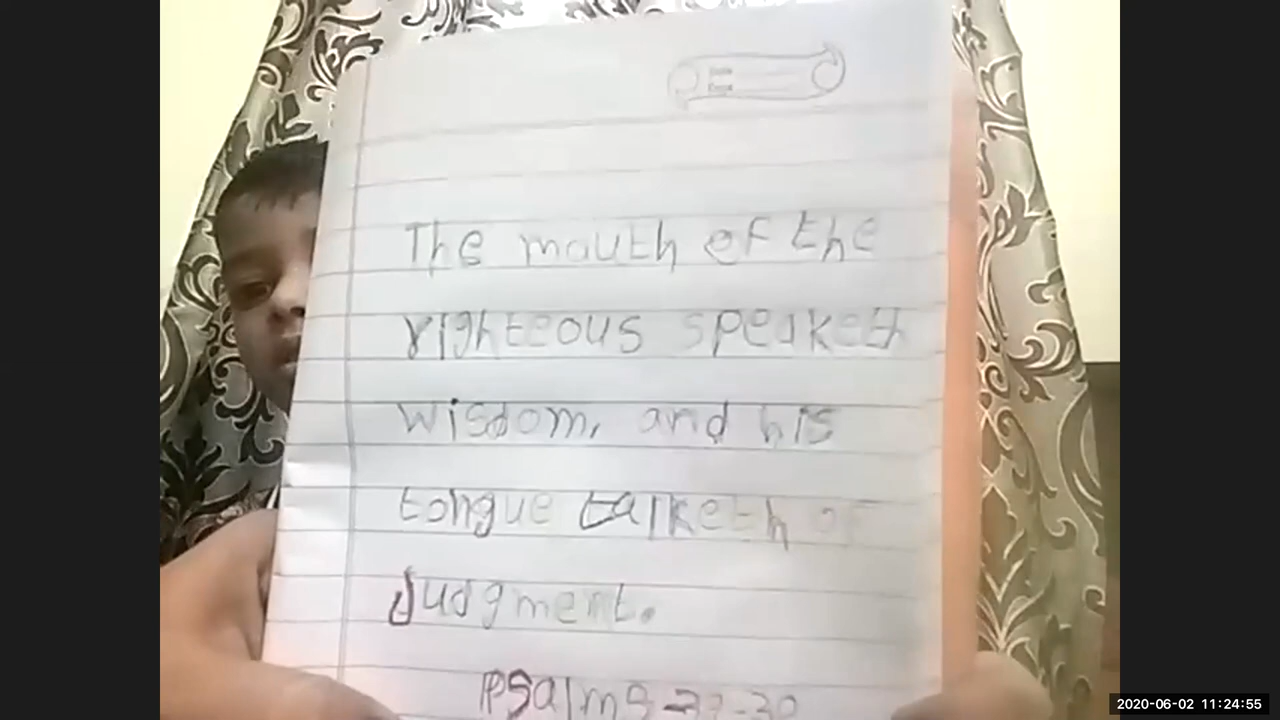 The mouth of the
righteous speaketh
wisdom, and his
tongue talketh of
Judgment.
Psalms
2020-06-02 11:24:55